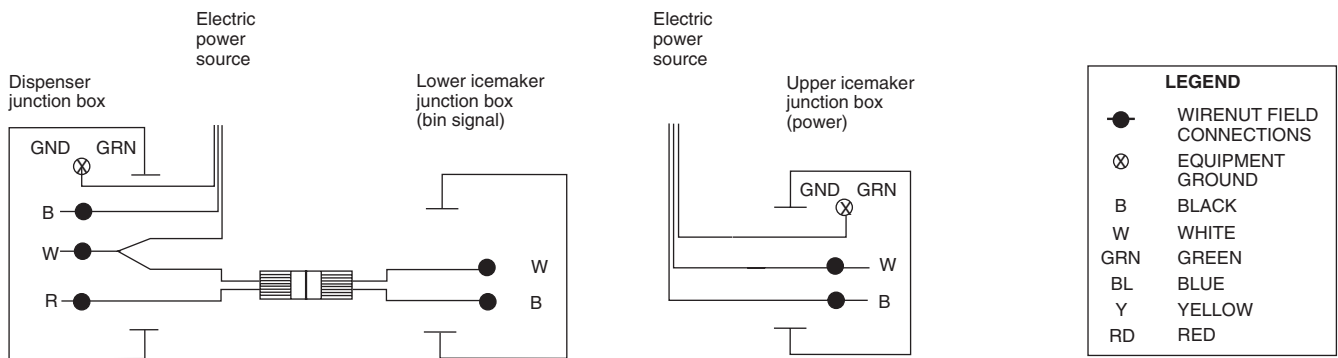 Electric
power
source
Dispenser
junction box
GND GRN
B
W
R
Lower icemaker
junction box
(bin signal)
W
B
Electric
power
source
Upper icemaker
junction box
(power)
GND GRN
W
B
LEGEND
WIRENUT FIELD
CONNECTIONS
EQUIPMENT
GROUND
B BLACK
W WHITE
GRN GREEN
BL BLUE
Y YELLOW
RD RED